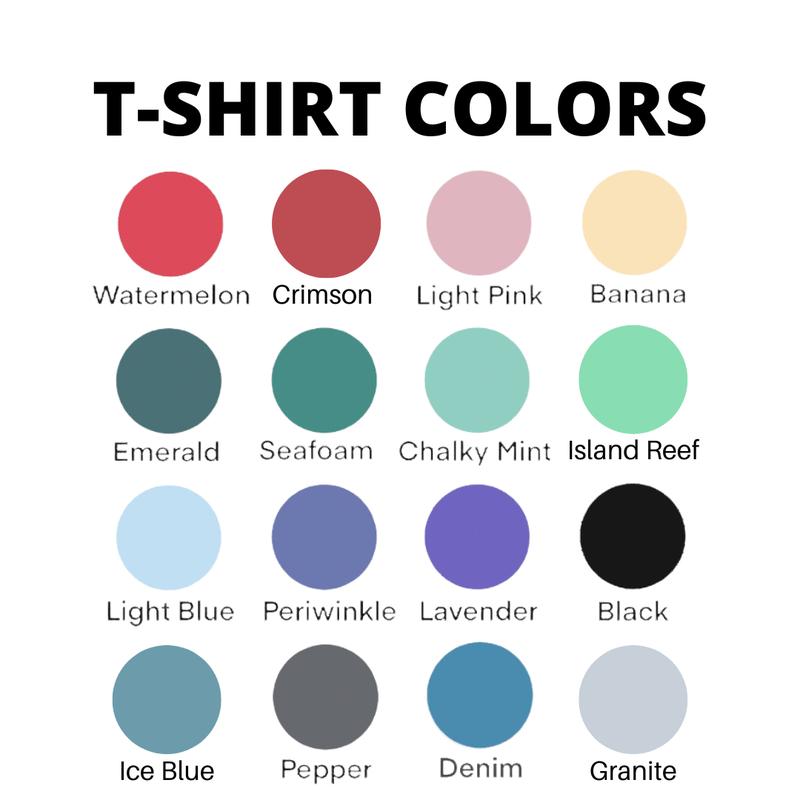 T-SHIRT COLORS
Watermelon Crimson Light Pink Banana
Emerald Seafoam Chalky Mint Island Reef
Light Blue Periwinkle Lavender Black
Ice Blue Pepper Denim Granite